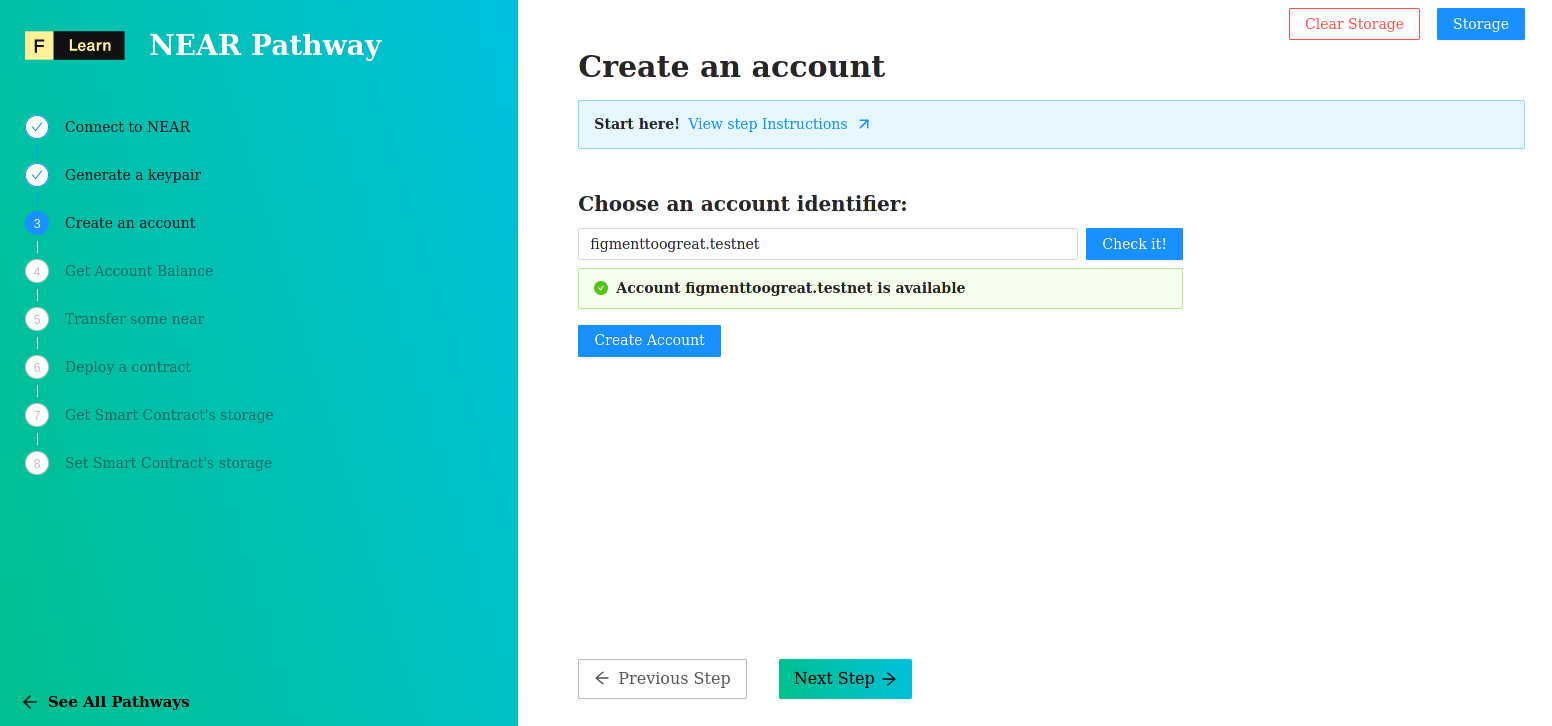 F Learn NEAR Pathway
Connect to NEAR
Generate a keypair
3 Create an account
4 Get Account Balance
5 Transfer some near
6 Deploy a contract
7 Get Smart Contract's storage
8 Set Smart Contract's storage
See All Pathways
Clear Storage Storage
Create an account
Start here! View step Instructions
Choose an account identifier:
figmenttoogreat.testnet Check it!
Account figmenttoogreat.testnet is available
Create Account
Previous Step Next Step